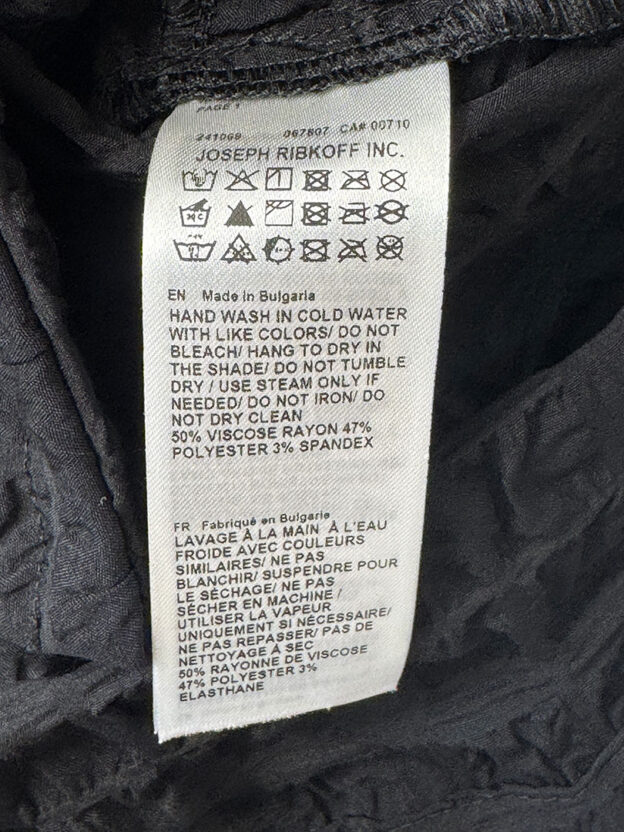 PAGE 1
241069 067807 CA# 00710
JOSEPH RIBKOFF INC.
EN Made in Bulgaria
HAND WASH IN COLD WATER
WITH LIKE COLORS/ DO NOT
BLEACH/ HANG TO DRY IN
THE SHADE/ DO NOT TUMBLE
DRY / USE STEAM ONLY IF
NEEDED/ DO NOT IRON/ DO
NOT DRY CLEAN
50% VISCOSE RAYON 47%
POLYESTER 3% SPANDEX
FR Fabriqué en Bulgarie
LAVAGE À LA MAIN À L'EAU
FROIDE AVEC COULEURS
SIMILAIRES/ NE PAS
BLANCHIR/ SUSPENDRE POUR
LE SÉCHAGE/ NE PAS
SÉCHER EN MACHINE /
UTILISER LA VAPEUR
UNIQUEMENT SI NÉCESSAIRE/
NE PAS REPASSER/ PAS DE
NETTOYAGE À SEC
50% RAYONNE DE VISCOSE
47% POLYESTER 3%
ELASTHANE